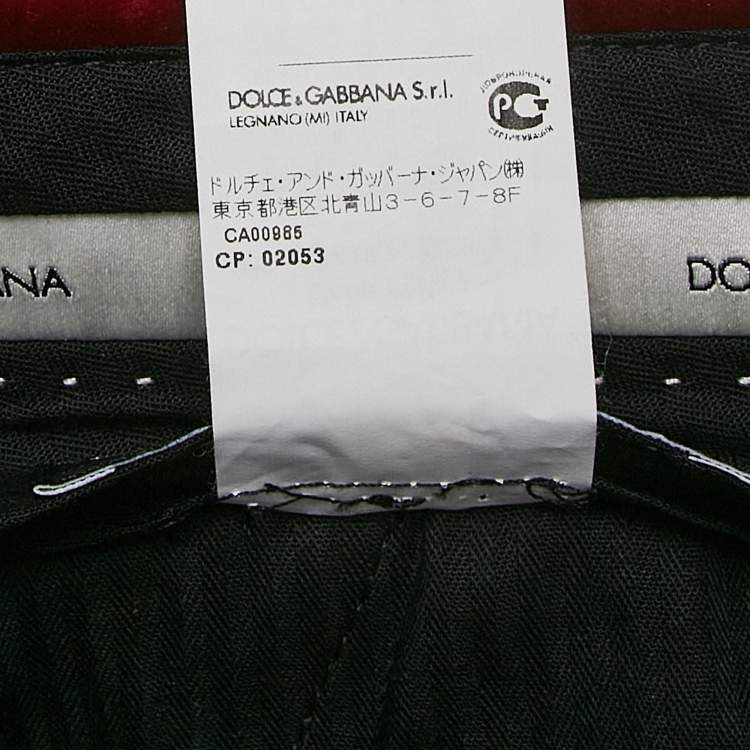 DOLCE & GABBANA S.r.l.
LEGNANO (MI) ITALY
PG
ドルチェ・アンド・ガッバーナ・ジャパン㈱
東京都港区北青山3-6-7-8F
CA00985
CP: 02053
ANA
DO